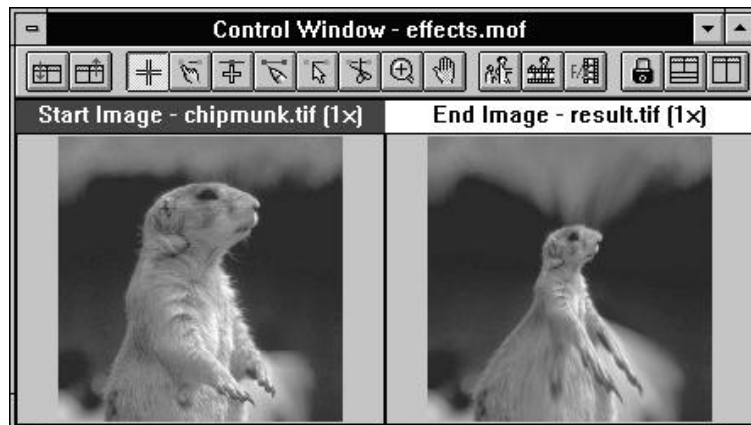 Control Window - effects.mof
F/
Start Image - chipmunk.tif (1×)
End Image - result.tif (1×)